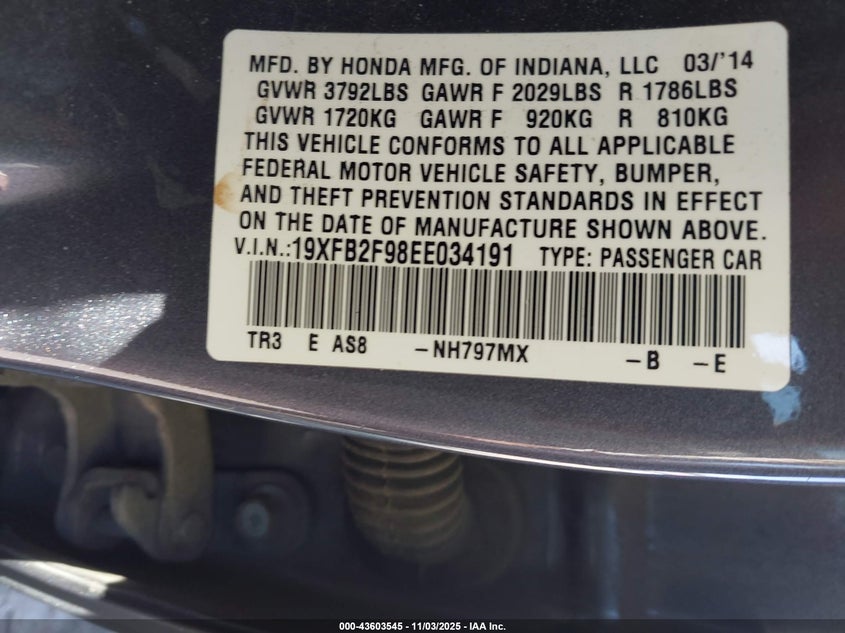 MFD. BY HONDA MFG. OF INDIANA, LLC 03/'14
GVWR 3792LBS GAWR F 2029LBS R 1786LBS
GVWR 1720KG GAWR F 920KG R 810KG
THIS VEHICLE CONFORMS TO ALL APPLICABLE
FEDERAL MOTOR VEHICLE SAFETY, BUMPER,
AND THEFT PREVENTION STANDARDS IN EFFECT
ON THE DATE OF MANUFACTURE SHOWN ABOVE.
V.I.N.:19XFB2F98EE034191 TYPE: PASSENGER CAR
TR3 E AS8 –NH797MX –B –E
000-43603545 - 11/03/2025 - IAA Inc.